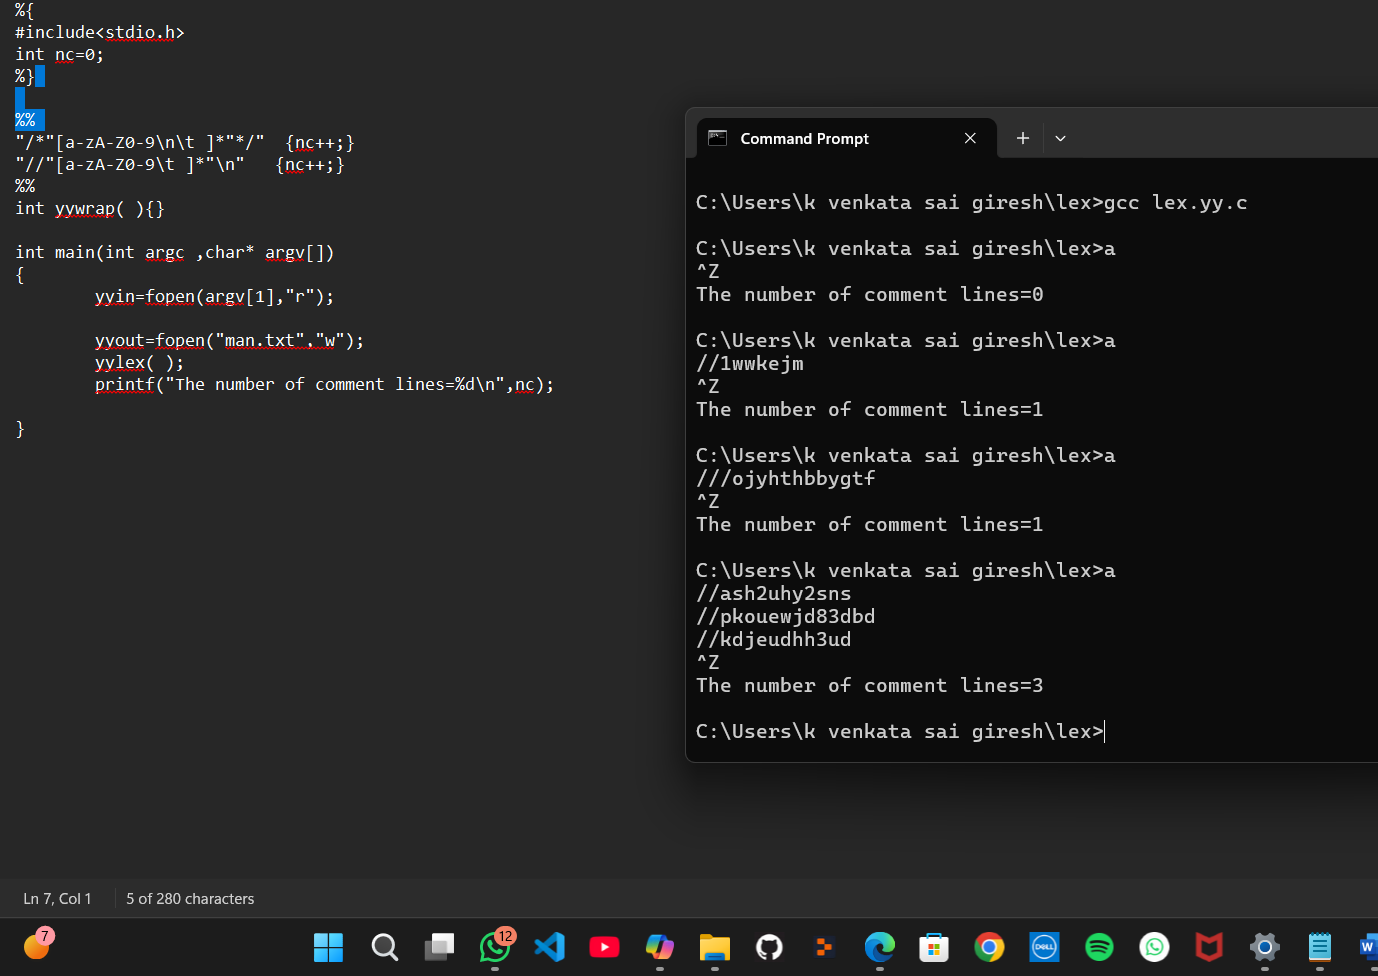 %{
#include<stdio.h>
int nc=0;
%}
%%
"/*"[a-zA-Z0-9\n\t ]*"*/"  {nc++;}
"//"[a-zA-Z0-9\t ]*"\n"   {nc++;}
%%
int yywrap( ){}
int main(int argc ,char* argv[])
{
yyin=fopen(argv[1],"r");
yyout=fopen("man.txt","w");
yylex( );
printf("The number of comment lines=%d\n",nc);
}
Command Prompt
C:\Users\k venkata sai giresh\lex>gcc lex.yy.c
C:\Users\k venkata sai giresh\lex>a
^Z
The number of comment lines=0
C:\Users\k venkata sai giresh\lex>a
//1wwkejm
^Z
The number of comment lines=1
C:\Users\k venkata sai giresh\lex>a
///ojyhthbbygtf
^Z
The number of comment lines=1
C:\Users\k venkata sai giresh\lex>a
//ash2uhy2sns
//pkouewjd83dbd
//kdjeudhh3ud
^Z
The number of comment lines=3
C:\Users\k venkata sai giresh\lex>
Ln 7, Col 1
5 of 280 characters
7
12
DELL
W